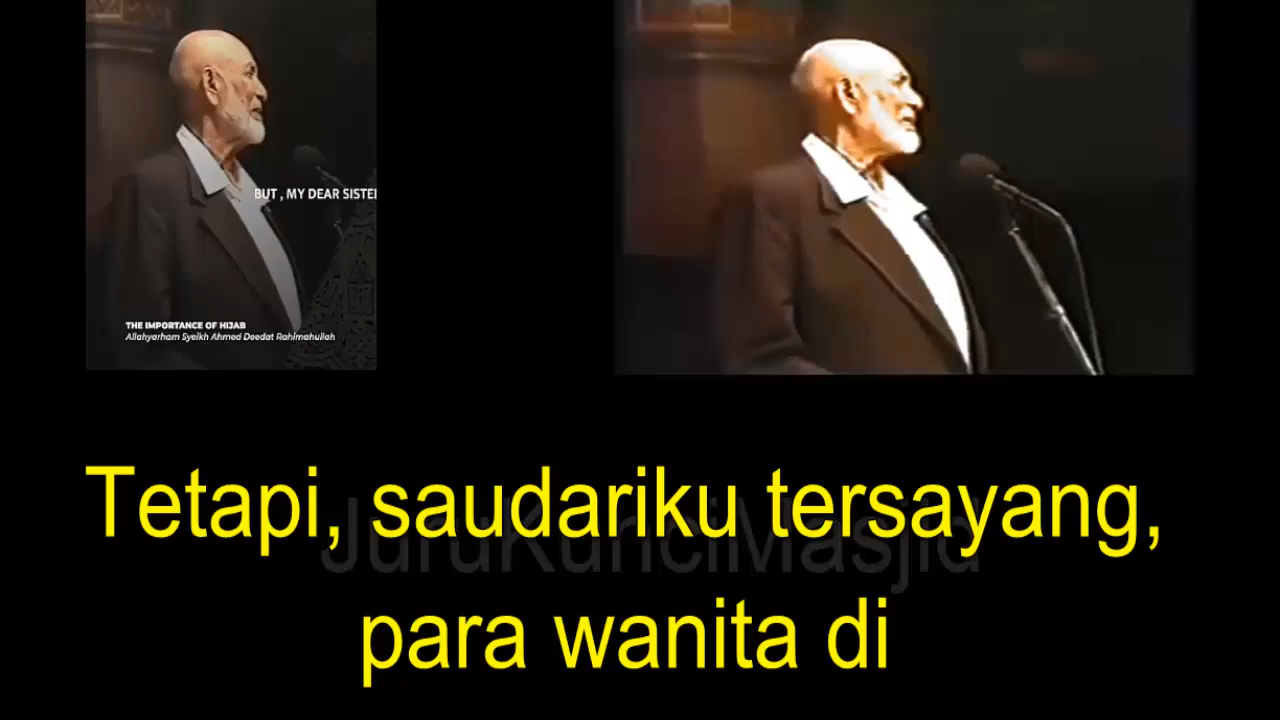 BUT , MY DEAR SISTE
THE IMPORTANCE OF HIJAB
Allahyarham Syeikh Ahmed Deedat Rahimahullah
Tetapi, saudariku tersayang,
JuruKunciMasjid
para wanita di